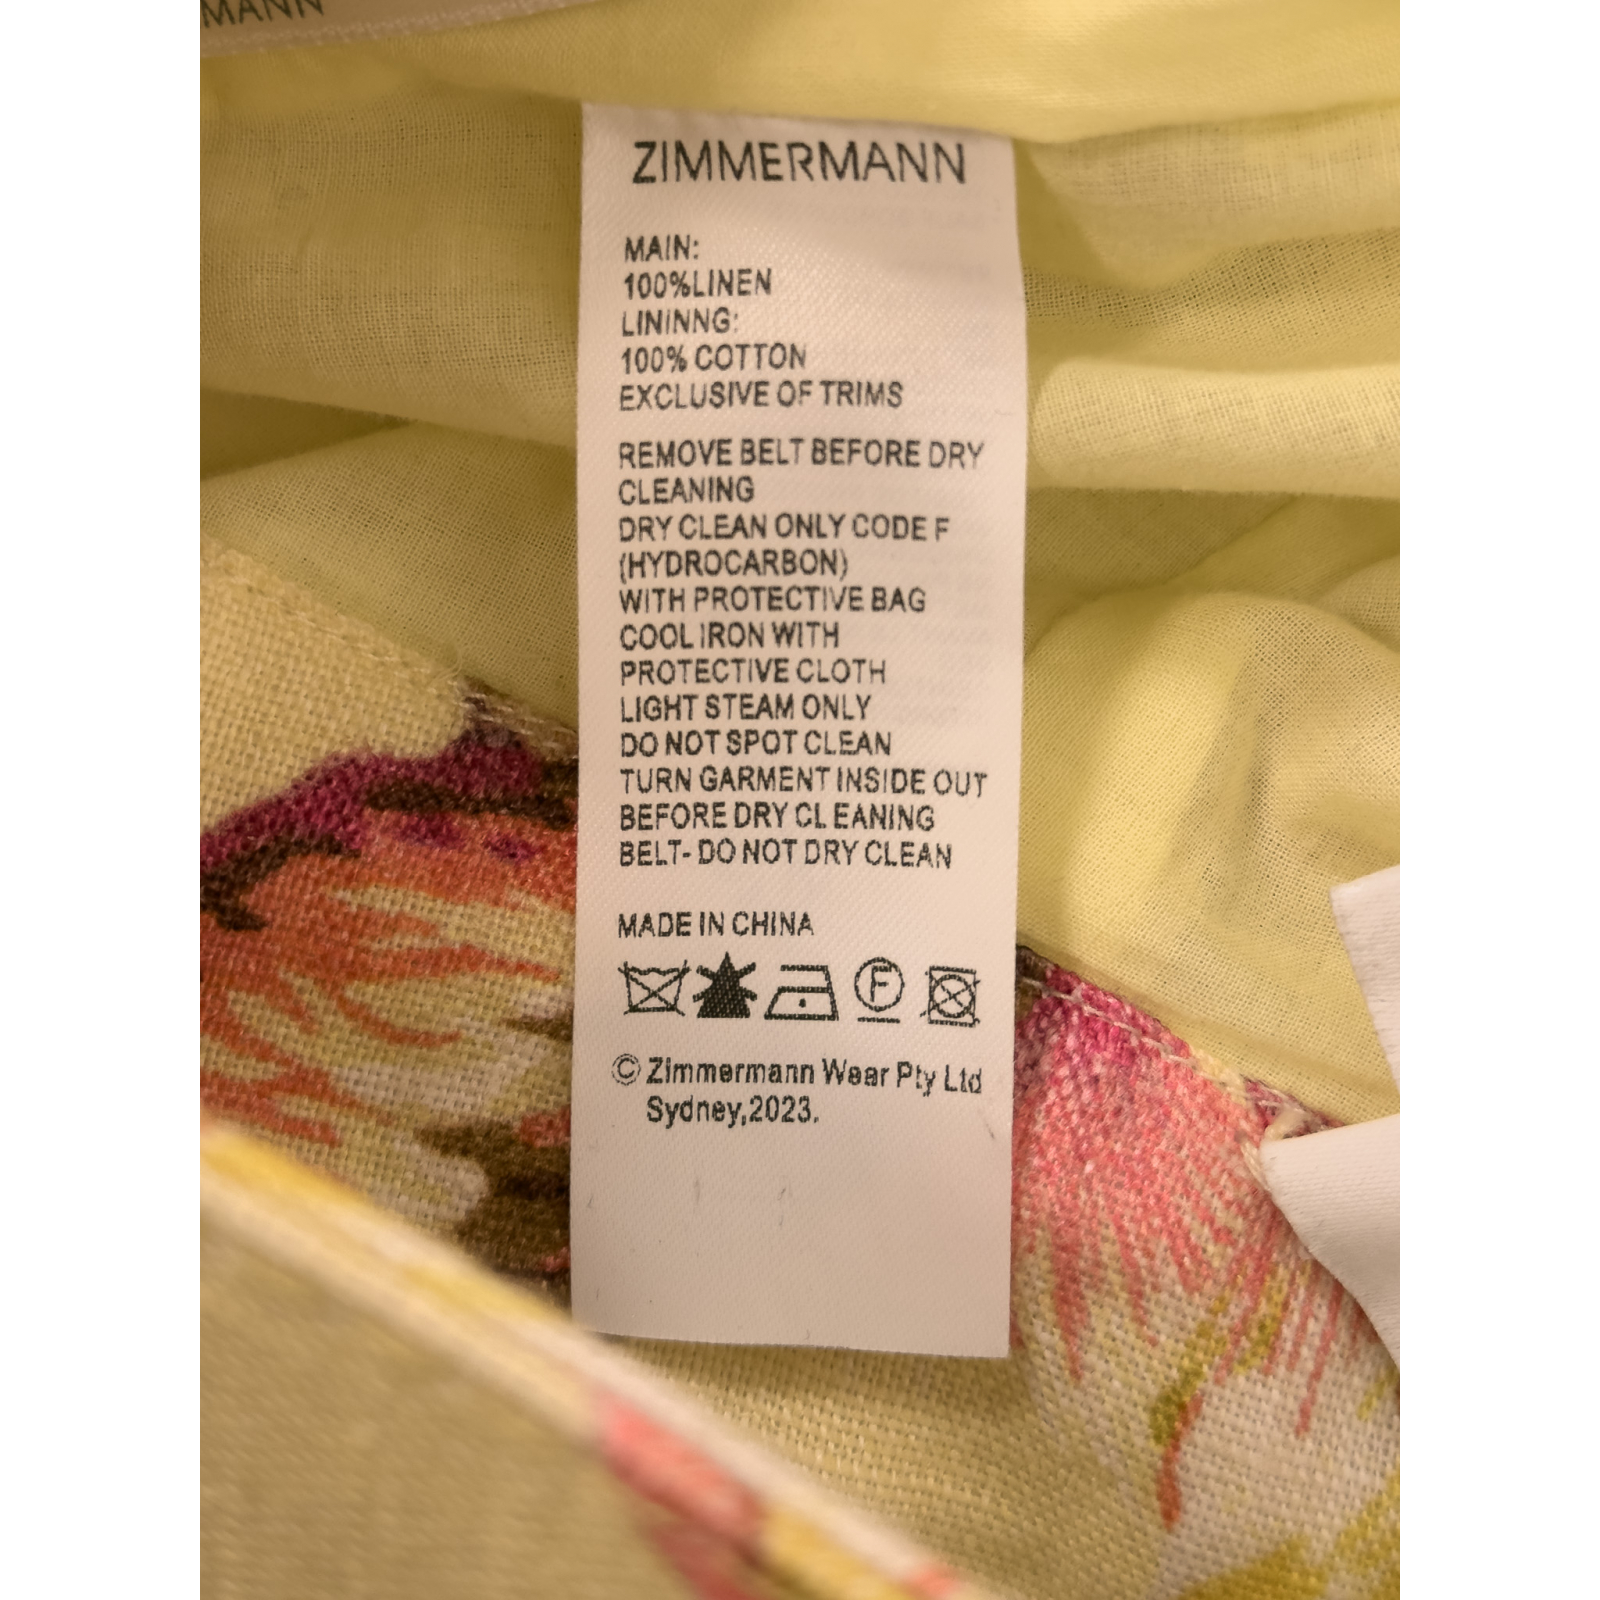 MANN
ZIMMERMANN
MAIN:
100%LINEN
LININNG:
100% COTTON
EXCLUSIVE OF TRIMS
REMOVE BELT BEFORE DRY
CLEANING
DRY CLEAN ONLY CODE F
(HYDROCARBON)
WITH PROTECTIVE BAG
COOL IRON WITH
PROTECTIVE CLOTH
LIGHT STEAM ONLY
DO NOT SPOT CLEAN
TURN GARMENT INSIDE OUT
BEFORE DRY CLEANING
BELT- DO NOT DRY CLEAN
MADE IN CHINA
F
© Zimmermann Wear Pty Ltd
Sydney,2023.